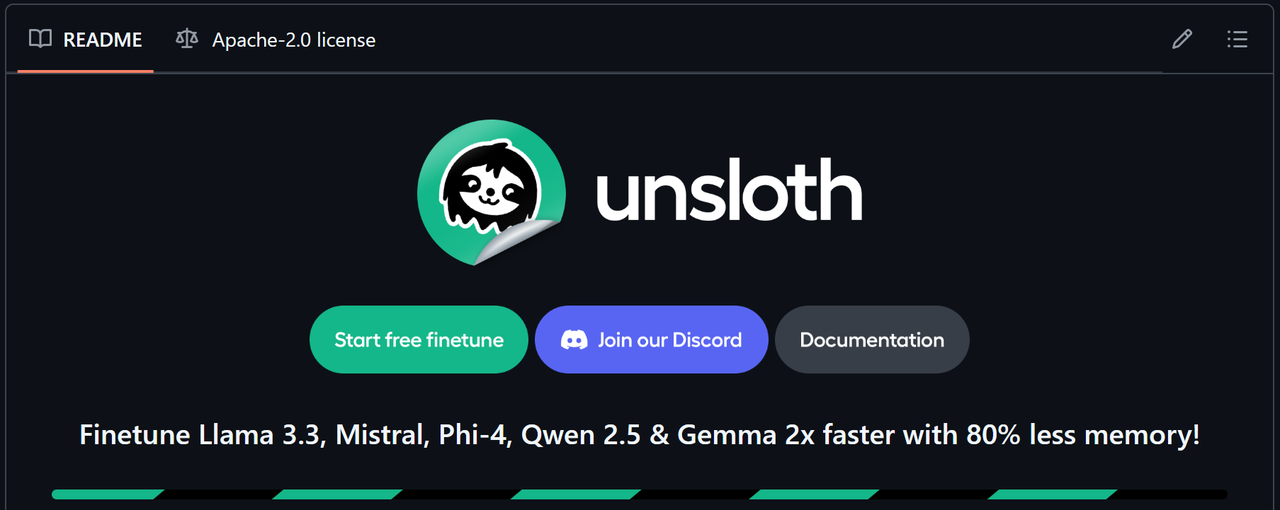 README Apache-2.0 license
unsloth
Start free finetune Join our Discord Documentation
Finetune Llama 3.3, Mistral, Phi-4, Qwen 2.5 & Gemma 2x faster with 80% less memory!